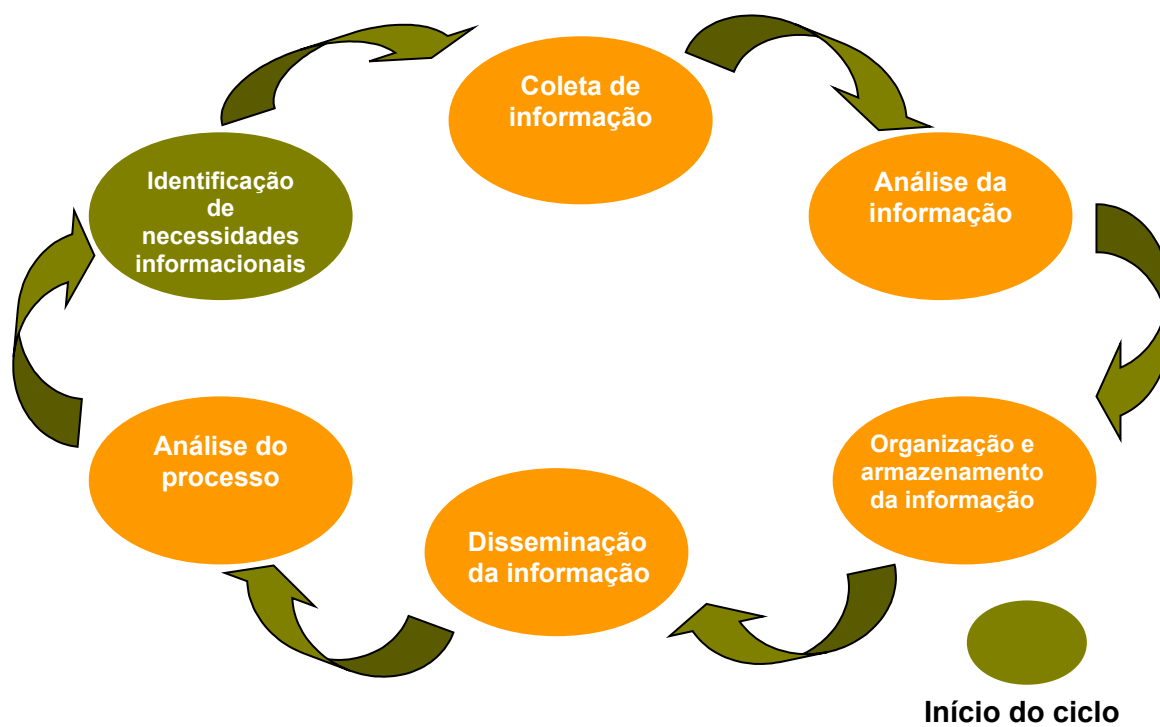 Coleta de
informação
Identificação
de
necessidades
informacionais
Análise da
informação
Análise do
processo
Organização e
armazenamento
da informação
Disseminação
da informação
Início do ciclo